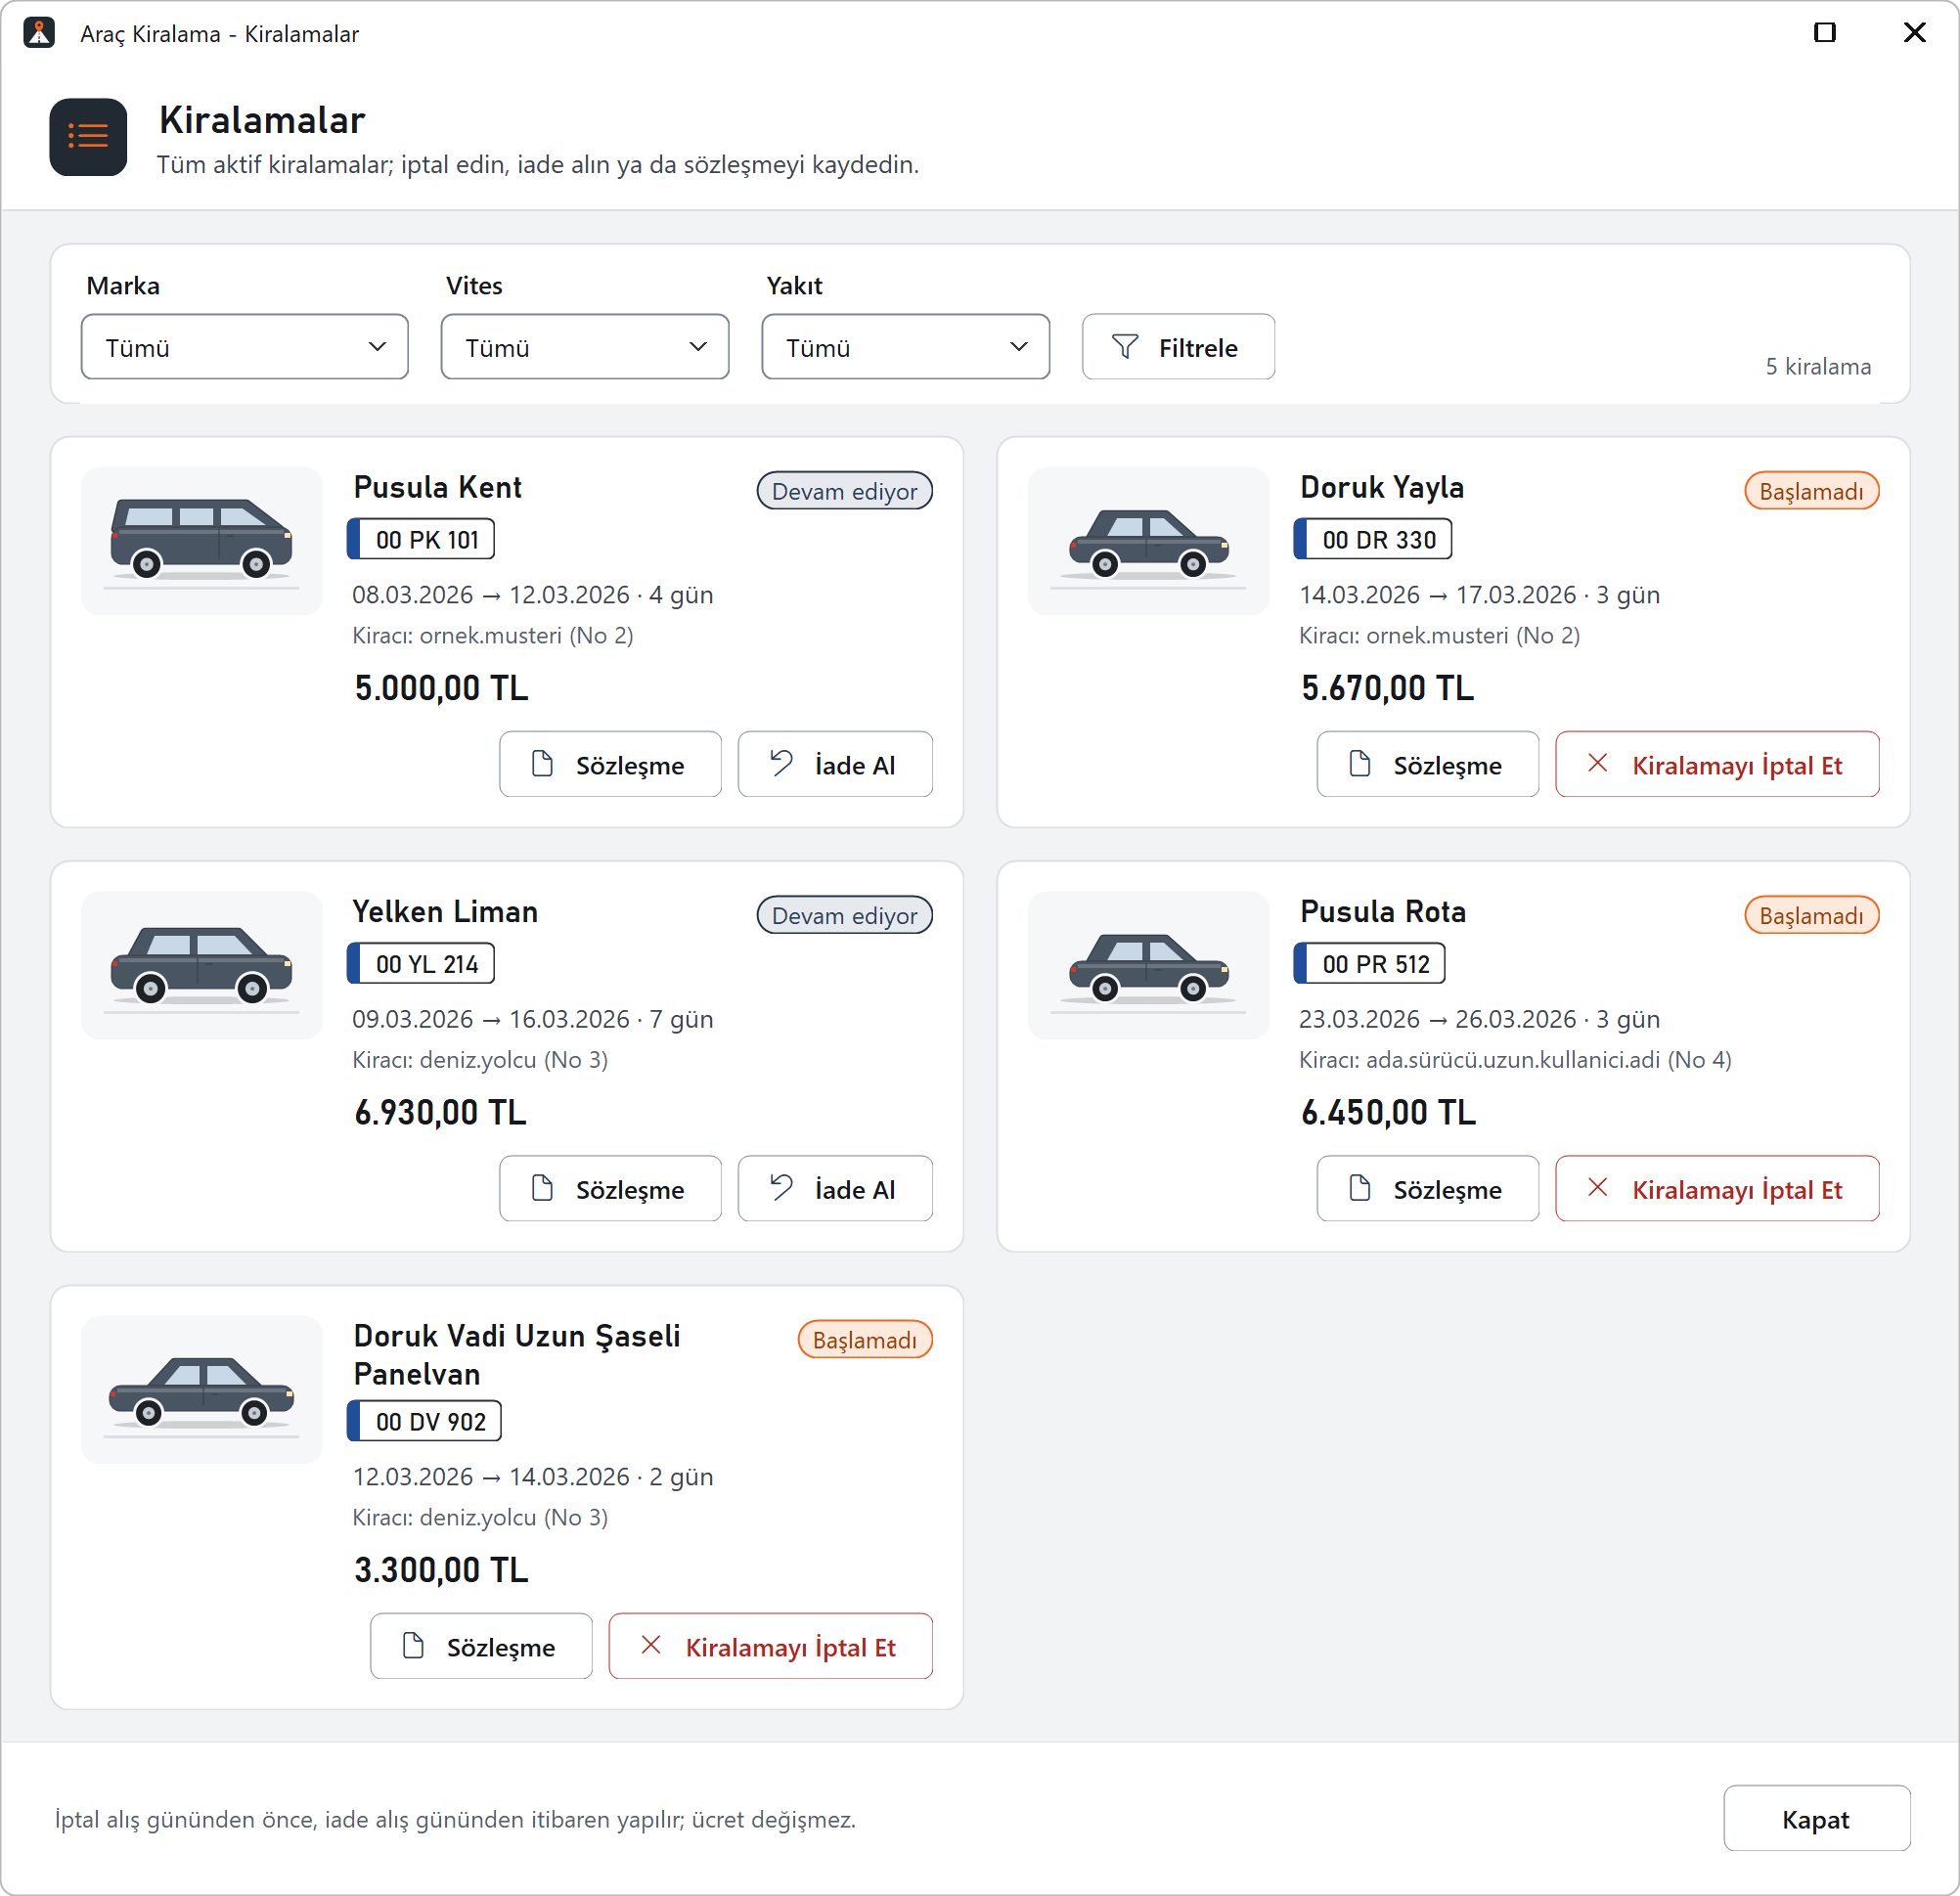 Araç Kiralama - Kiralamalar
Kiralamalar
Tüm aktif kiralamalar; iptal edin, iade alın ya da sözleşmeyi kaydedin.
Marka
Vites
Yakıt
Tümü
Tümü
Tümü
Filtrele
5 kiralama
Pusula Kent
Devam ediyor
00 PK 101
08.03.2026 → 12.03.2026 · 4 gün
Kiracı: ornek.musteri (No 2)
5.000,00 TL
Sözleşme
İade Al
Doruk Yayla
Başlamadı
00 DR 330
14.03.2026 → 17.03.2026 · 3 gün
Kiracı: ornek.musteri (No 2)
5.670,00 TL
Sözleşme
Kiralamayı İptal Et
Yelken Liman
Devam ediyor
00 YL 214
09.03.2026 → 16.03.2026 · 7 gün
Kiracı: deniz.yolcu (No 3)
6.930,00 TL
Sözleşme
İade Al
Pusula Rota
Başlamadı
00 PR 512
23.03.2026 → 26.03.2026 · 3 gün
Kiracı: ada.sürücü.uzun.kullanici.adi (No 4)
6.450,00 TL
Sözleşme
Kiralamayı İptal Et
Doruk Vadi Uzun Şaseli
Panelvan
Başlamadı
00 DV 902
12.03.2026 → 14.03.2026 · 2 gün
Kiracı: deniz.yolcu (No 3)
3.300,00 TL
Sözleşme
Kiralamayı İptal Et
İptal alış gününden önce, iade alış gününden itibaren yapılır; ücret değişmez.
Kapat